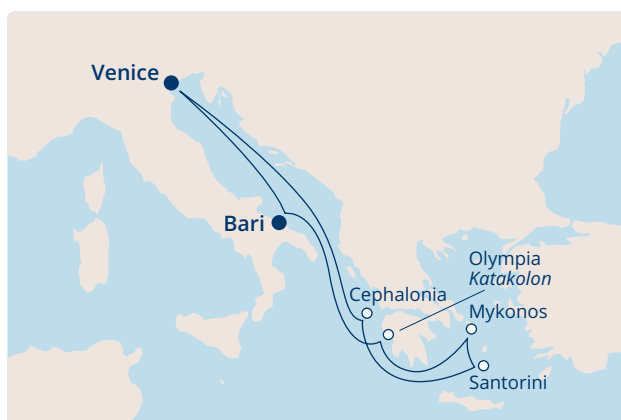 Venice
Bari
Olympia
Katakolon
Cephalonia
Mykonos
Santorini